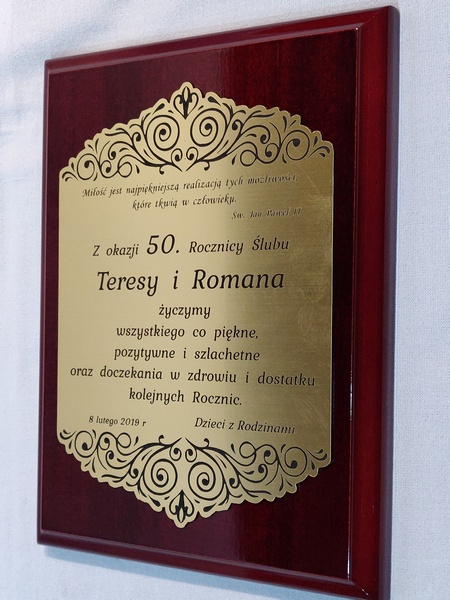 Miłość jest najpiękniejszą realizacją tych możliwości,
które tkwią w człowieku.
Św. Jan Paweł II
Z okazji 50. Rocznicy Ślubu
Teresy i Romana
życzymy
wszystkiego co piękne,
pozytywne i szlachetne
oraz doczekania w zdrowiu i dostatku
kolejnych Rocznic.
8 lutego 2019 r
Dzieci z Rodzinami